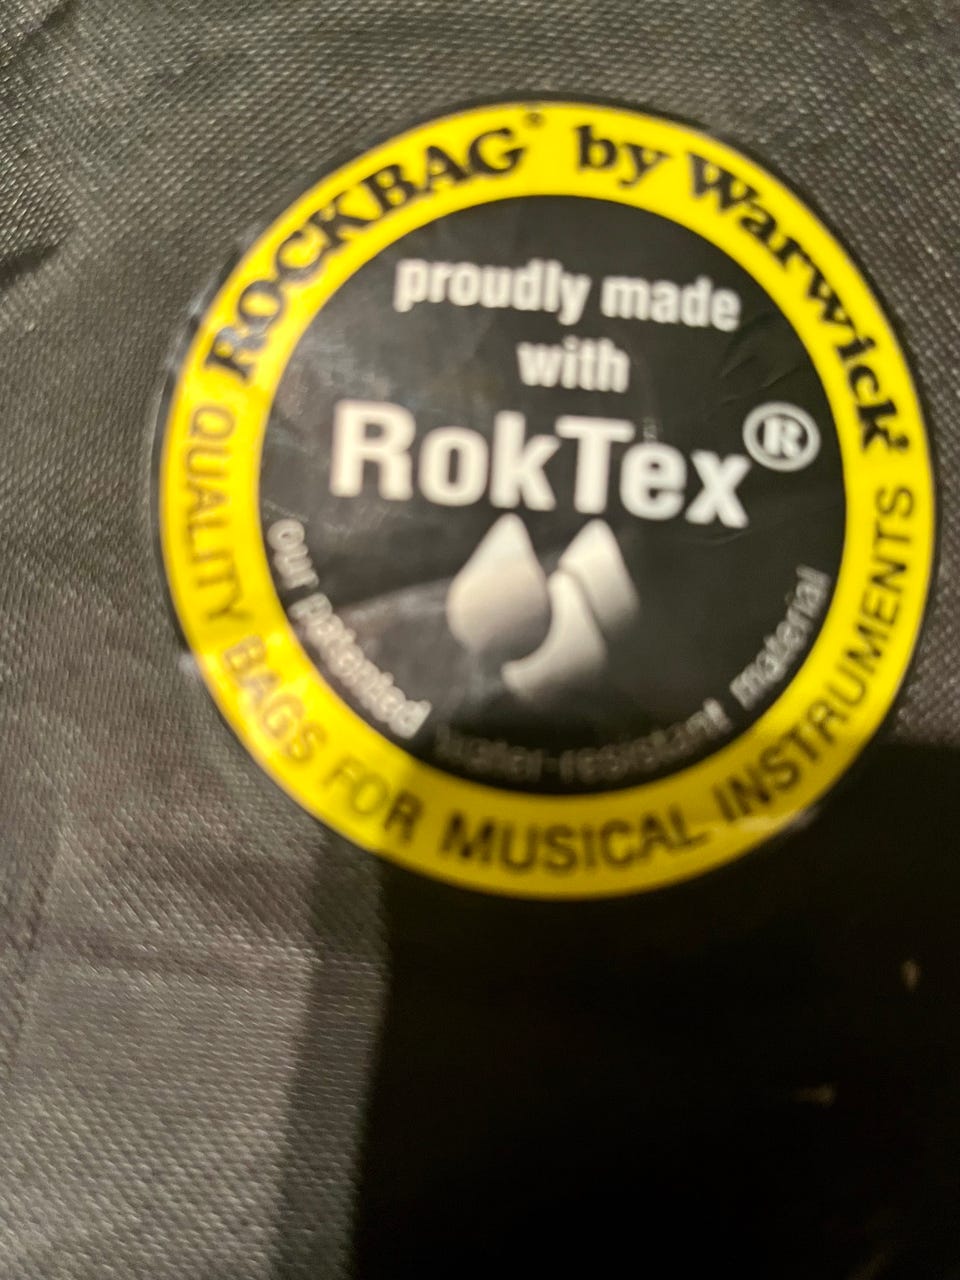 ROCKBAG® by Warwick®
proudly made
with
RokTex®
our patented water-resistant material
QUALITY BAGS FOR MUSICAL INSTRUMENTS